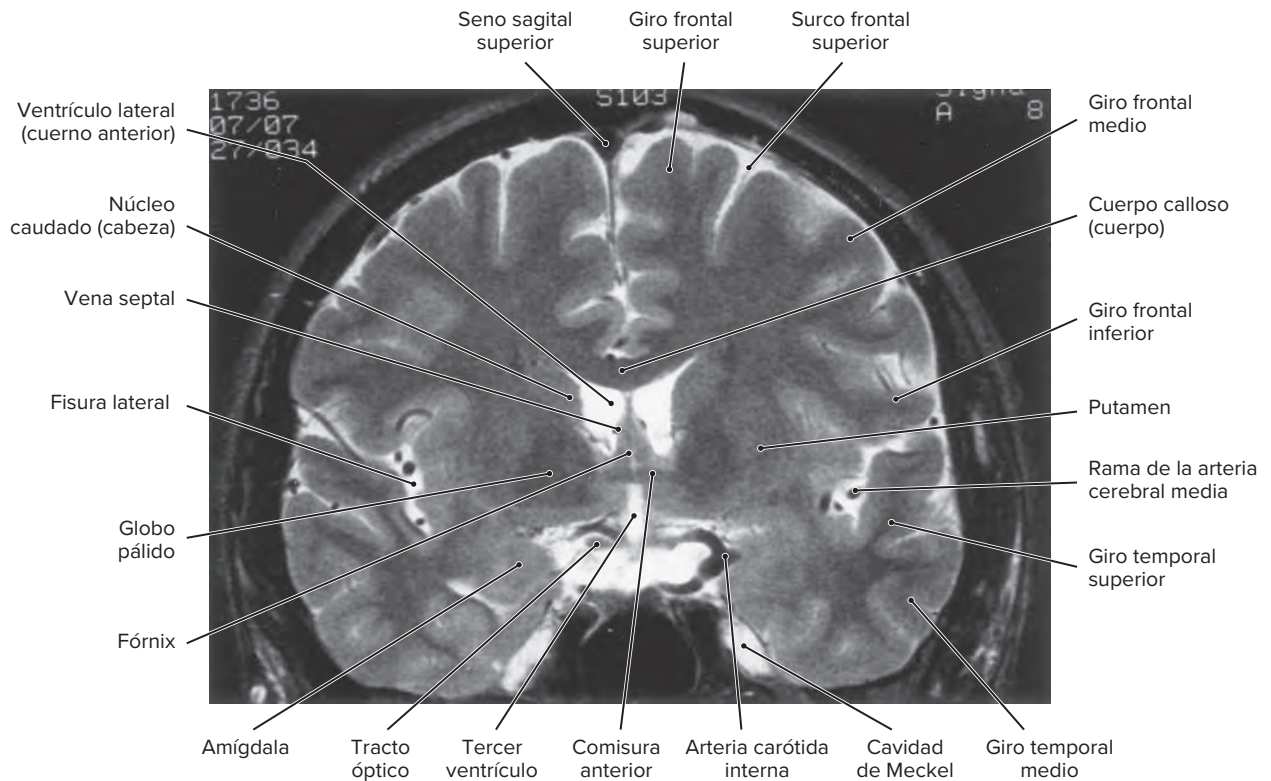 Seno sagital
superior
Giro frontal
superior
Surco frontal
superior
Ventrículo lateral
(cuerno anterior)
Núcleo
caudado (cabeza)
Vena septal
Fisura lateral
Globo
pálido
Fórnix
1736
07/07
27/034
S103
A 8
Giro frontal
medio
Cuerpo calloso
(cuerpo)
Giro frontal
inferior
Putamen
Rama de la arteria
cerebral media
Giro temporal
superior
Amígdala
Tracto
óptico
Tercer
ventrículo
Comisura
anterior
Arteria carótida
interna
Cavidad
de Meckel
Giro temporal
medio